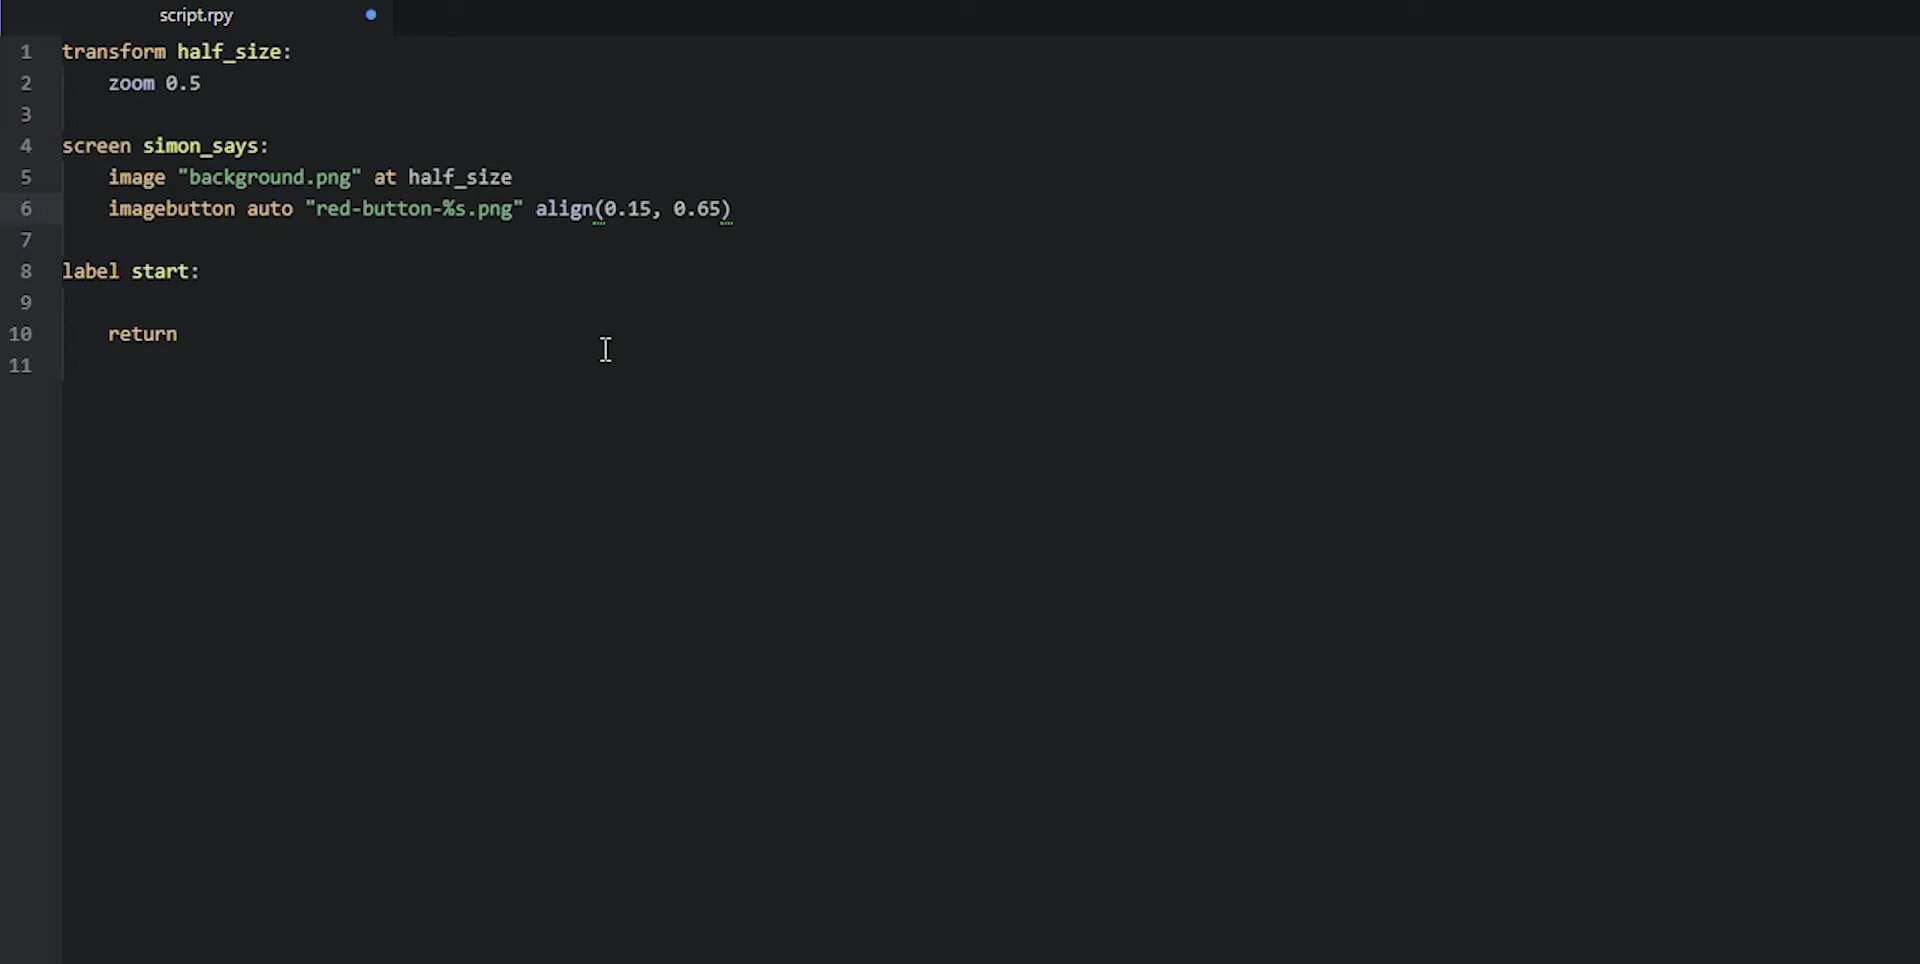 script.rpy
1 transform half_size:
2     zoom 0.5
3
4 screen simon_says:
5     image "background.png" at half_size
6     imagebutton auto "red-button-%s.png" align(0.15, 0.65)
7
8 label start:
9
10     return
11